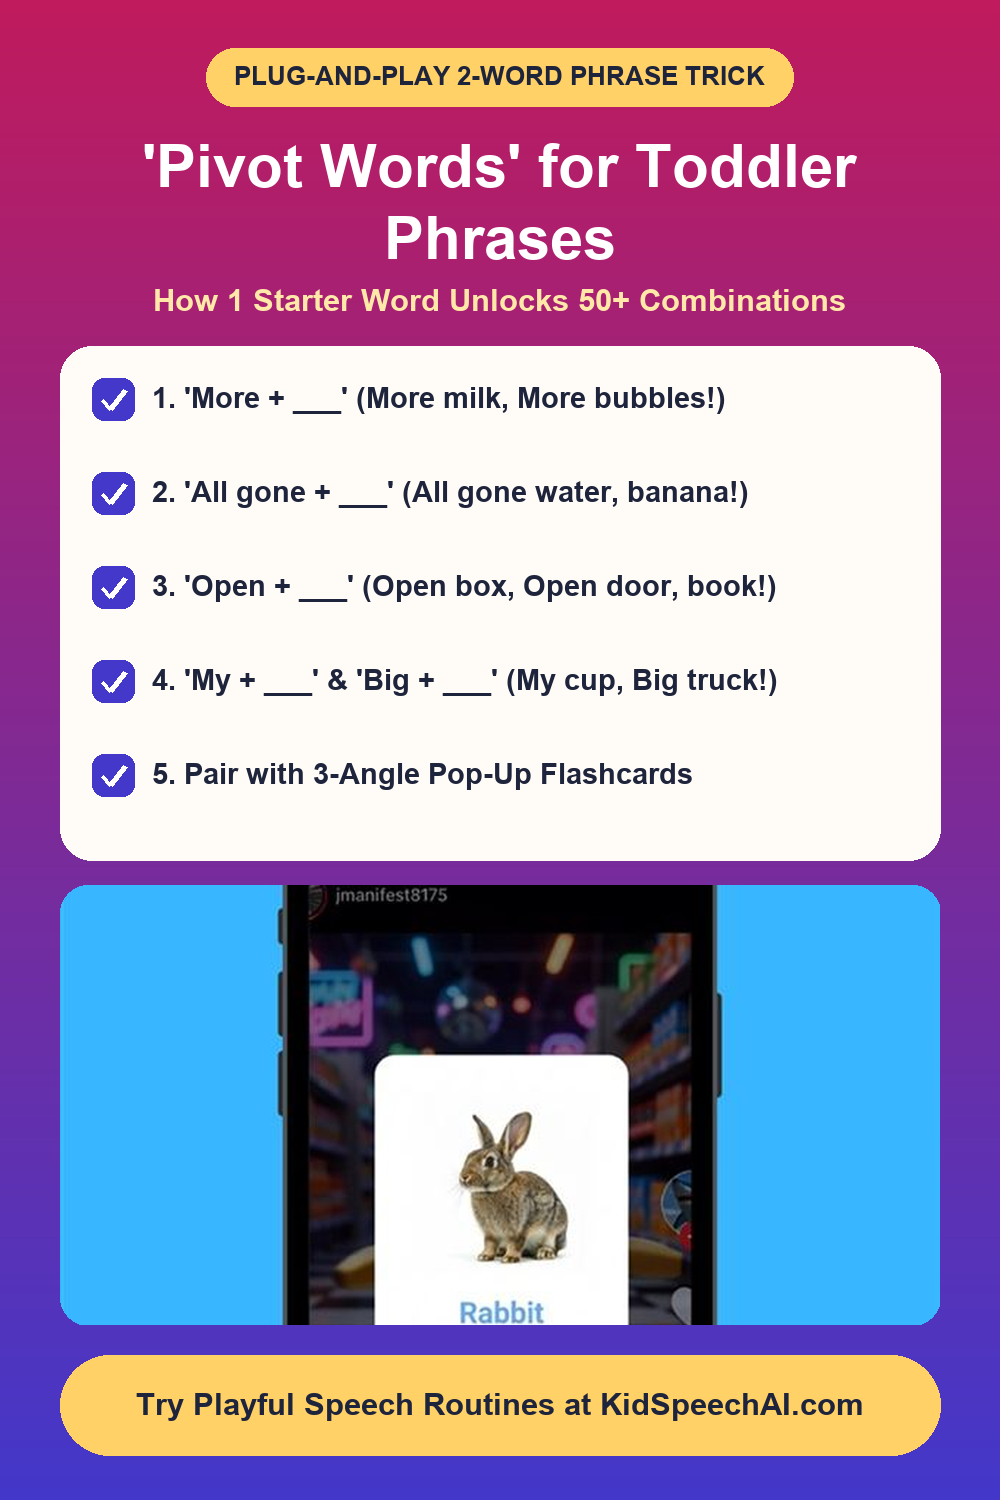 PLUG-AND-PLAY 2-WORD PHRASE TRICK
'Pivot Words' for Toddler
Phrases
How 1 Starter Word Unlocks 50+ Combinations
1. 'More + ___' (More milk, More bubbles!)
2. 'All gone + ___' (All gone water, banana!)
3. 'Open + ___' (Open box, Open door, book!)
4. 'My + ___' & 'Big + ___' (My cup, Big truck!)
5. Pair with 3-Angle Pop-Up Flashcards
jmanifest8175
Rabbit
Try Playful Speech Routines at KidSpeechAI.com